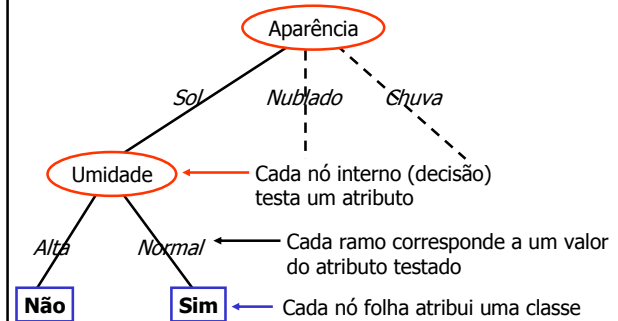 Aparência
Sol
Nublado
Chuva
Umidade
Cada nó interno (decisão)
testa um atributo
Alta
Normal
Cada ramo corresponde a um valor
do atributo testado
Não
Sim
Cada nó folha atribui uma classe